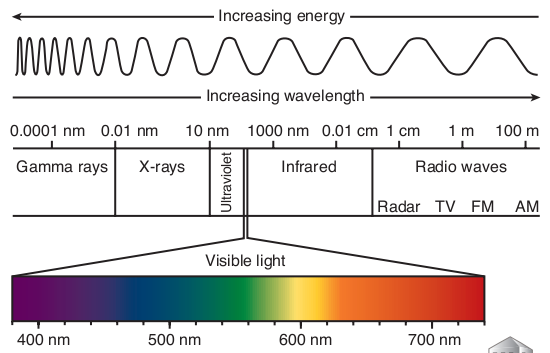 Increasing energy
Increasing wavelength
0.0001 nm 0.01 nm 10 nm 1000 nm 0.01 cm 1 cm 1 m 100 m
Gamma rays X-rays Ultraviolet Infrared Radio waves
Radar TV FM AM
Visible light
400 nm 500 nm 600 nm 700 nm